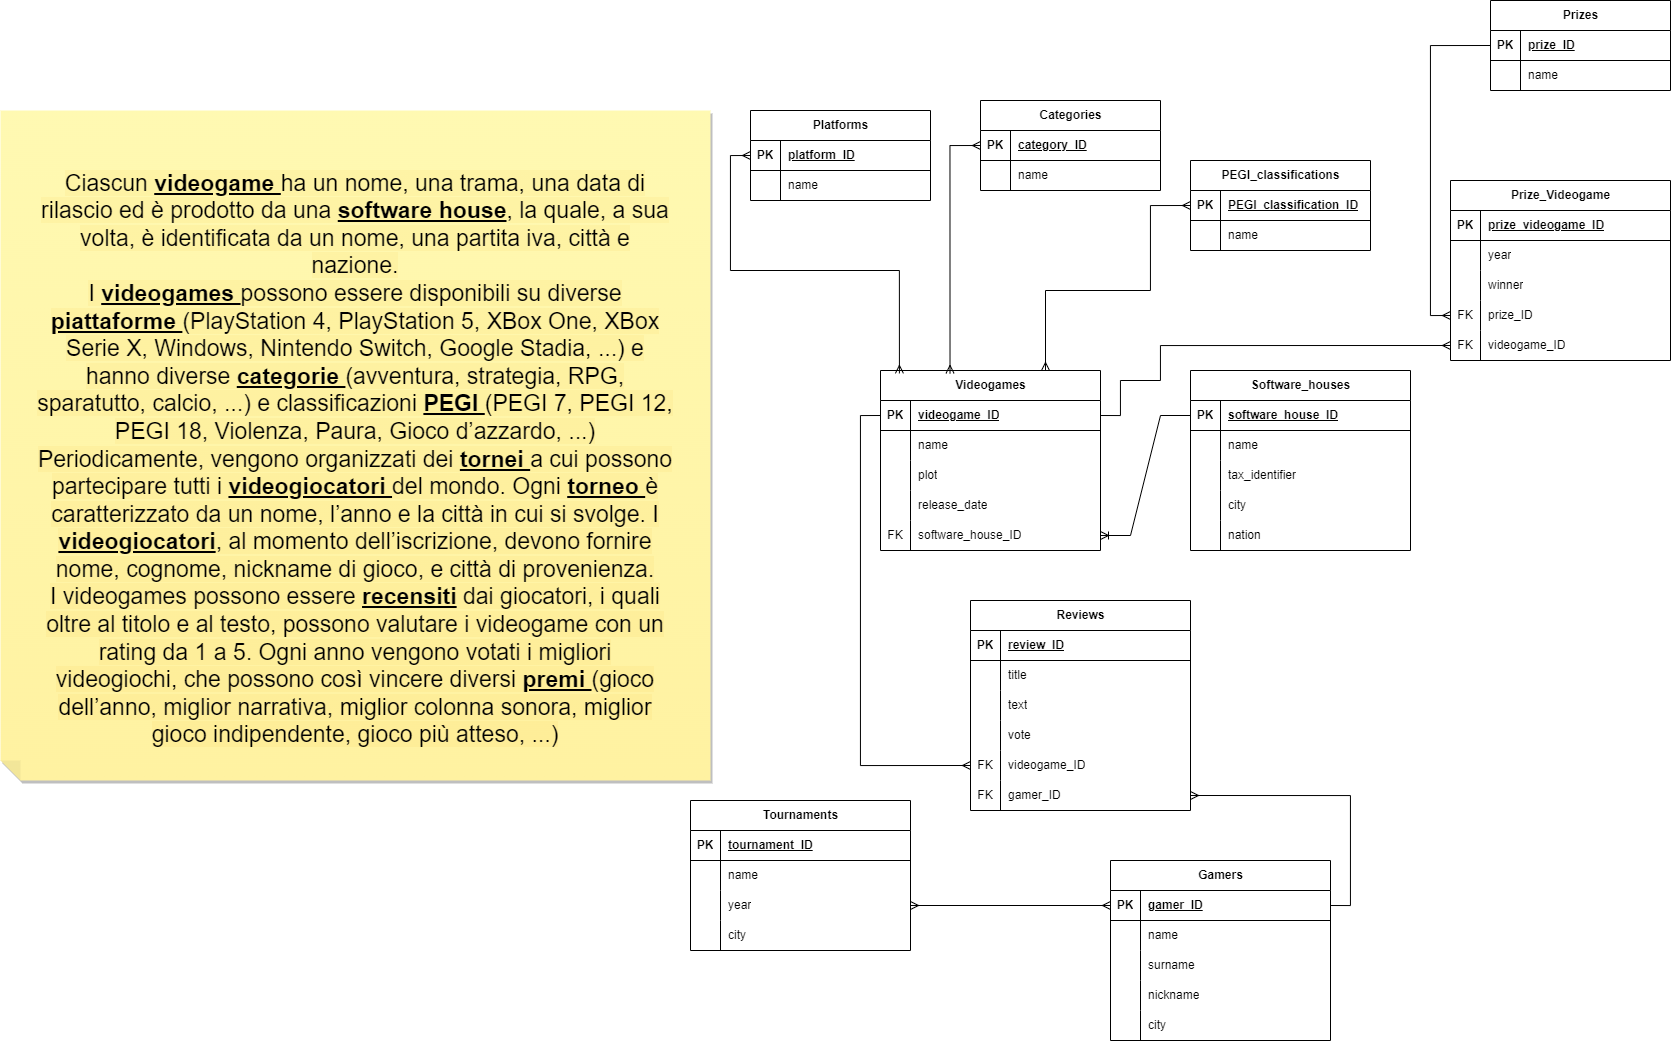 Ciascun videogame ha un nome, una trama, una data di
rilascio ed è prodotto da una software house, la quale, a sua
volta, è identificata da un nome, una partita iva, città e
nazione.
I videogames possono essere disponibili su diverse
piattaforme (PlayStation 4, PlayStation 5, XBox One, XBox
Serie X, Windows, Nintendo Switch, Google Stadia, ...) e
hanno diverse categorie (avventura, strategia, RPG,
sparatutto, calcio, ...) e classificazioni PEGI (PEGI 7, PEGI 12,
PEGI 18, Violenza, Paura, Gioco d’azzardo, ...)
Periodicamente, vengono organizzati dei tornei a cui possono
partecipare tutti i videogiocatori del mondo. Ogni torneo è
caratterizzato da un nome, l’anno e la città in cui si svolge. I
videogiocatori, al momento dell’iscrizione, devono fornire
nome, cognome, nickname di gioco, e città di provenienza.
I videogames possono essere recensiti dai giocatori, i quali
oltre al titolo e al testo, possono valutare i videogame con un
rating da 1 a 5. Ogni anno vengono votati i migliori
videogiochi, che possono così vincere diversi premi (gioco
dell’anno, miglior narrativa, miglior colonna sonora, miglior
gioco indipendente, gioco più atteso, ...)
Platforms
PK platform_ID
name
Categories
PK category_ID
name
PEGI_classifications
PK PEGI_classification_ID
name
Prizes
PK prize_ID
name
Prize_Videogame
PK prize_videogame_ID
year
winner
FK prize_ID
FK videogame_ID
Videogames
PK videogame_ID
name
plot
release_date
FK software_house_ID
Software_houses
PK software_house_ID
name
tax_identifier
city
nation
Reviews
PK review_ID
title
text
vote
FK videogame_ID
FK gamer_ID
Tournaments
PK tournament_ID
name
year
city
Gamers
PK gamer_ID
name
surname
nickname
city